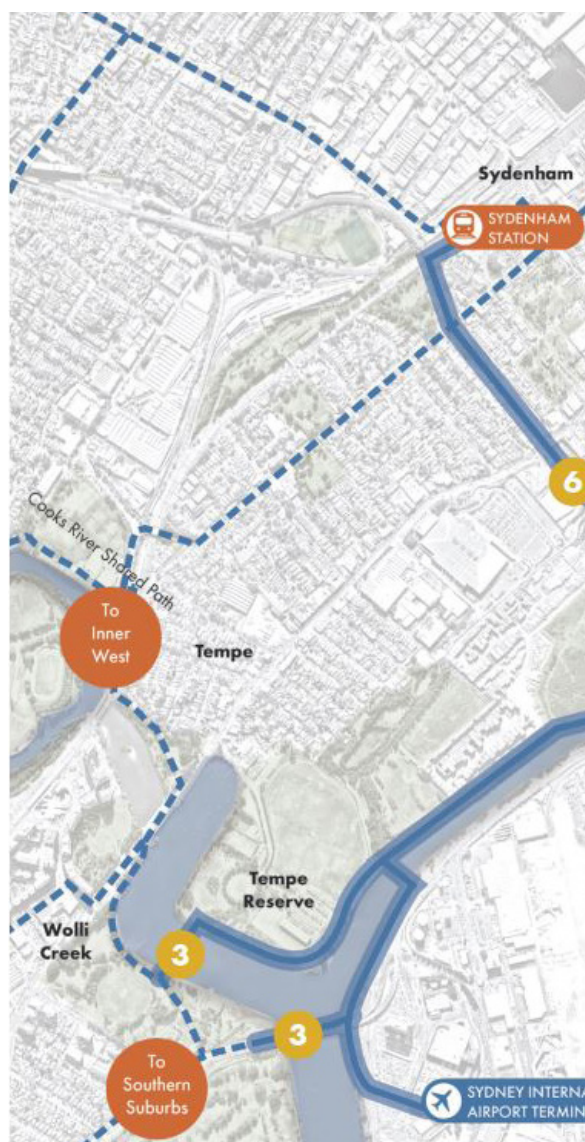 Sydenham
SYDENHAM
STATION
6
Cooks River Shared Path
To
Inner
West
Tempe
Tempe
Reserve
Wolli
Creek
3
3
To
Southern
Suburbs
SYDNEY INTERNA
AIRPORT TERMIN